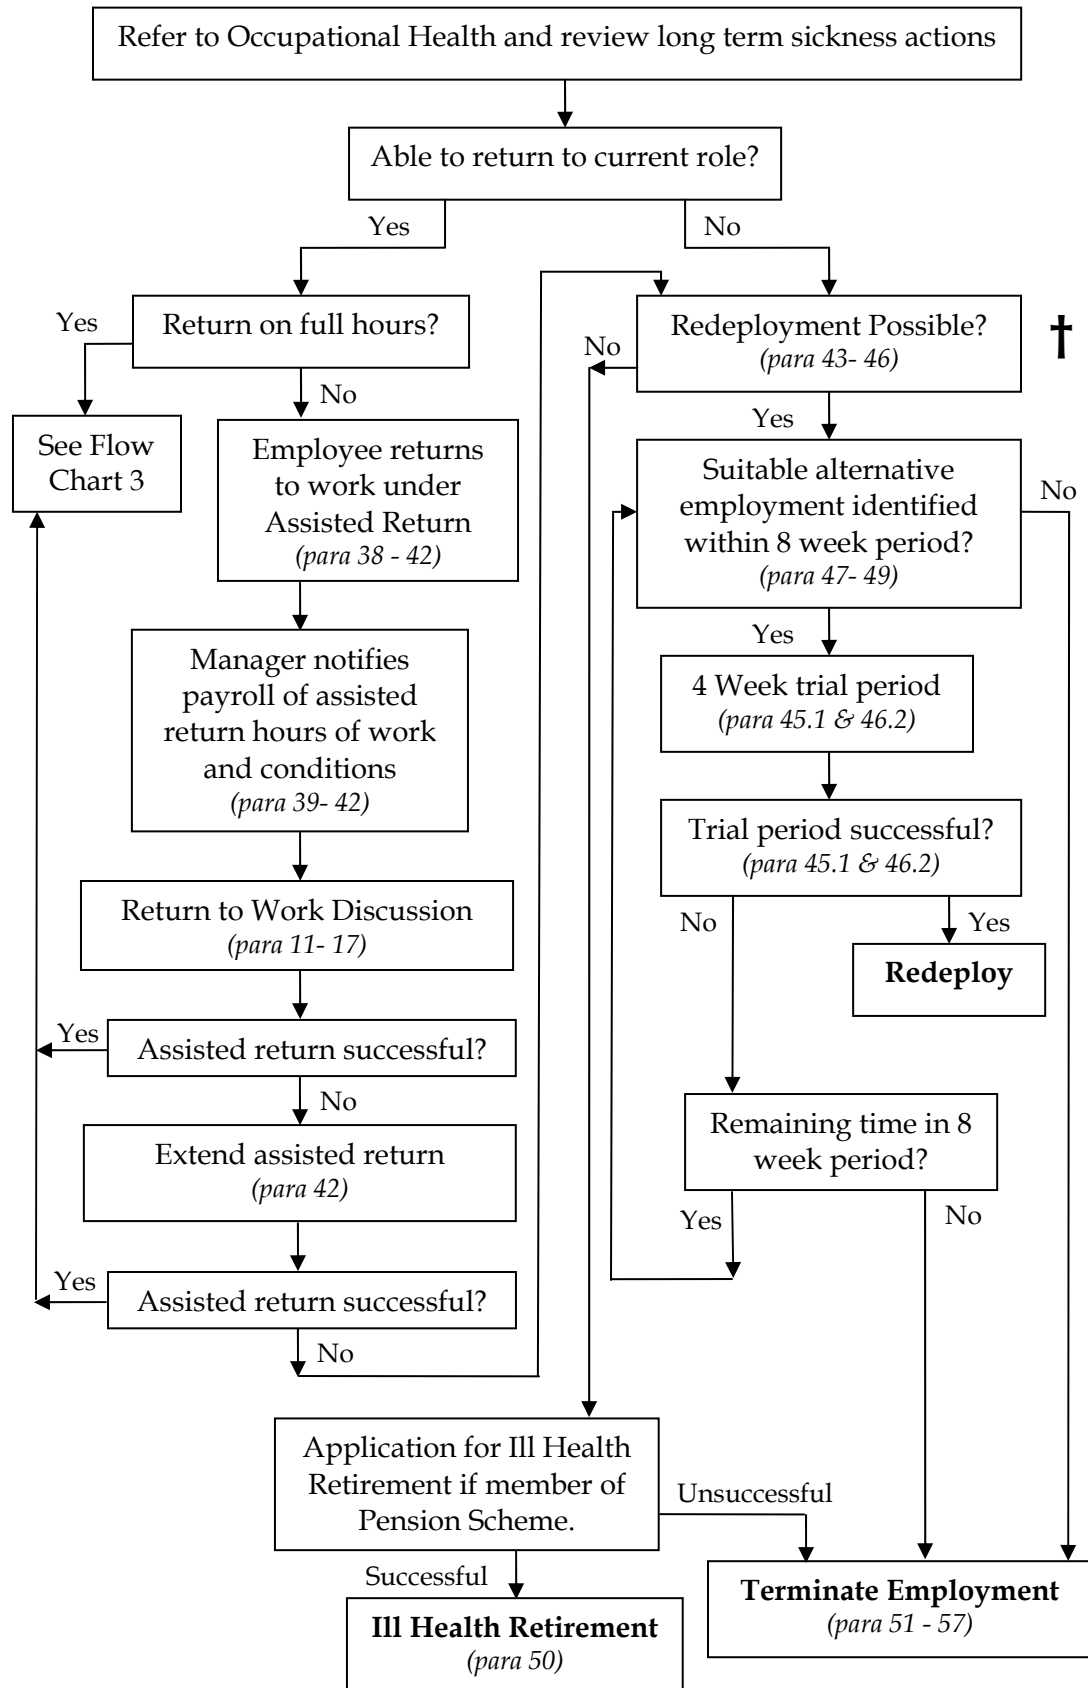 Refer to Occupational Health and review long term sickness actions
Able to return to current role?
Yes
No
Return on full hours?
Yes
No
See Flow
Chart 3
Employee returns
to work under
Assisted Return
(para 38 - 42)
Manager notifies
payroll of assisted
return hours of work
and conditions
(para 39- 42)
Return to Work Discussion
(para 11- 17)
Assisted return successful?
Yes
No
Extend assisted return
(para 42)
Assisted return successful?
Yes
No
Redeployment Possible?
(para 43- 46)
†
No
Yes
Suitable alternative
employment identified
within 8 week period?
(para 47- 49)
No
Yes
4 Week trial period
(para 45.1 & 46.2)
Trial period successful?
(para 45.1 & 46.2)
No
Yes
Redeploy
Remaining time in 8
week period?
Yes
No
Application for Ill Health
Retirement if member of
Pension Scheme.
Unsuccessful
Successful
Ill Health Retirement
(para 50)
Terminate Employment
(para 51 - 57)